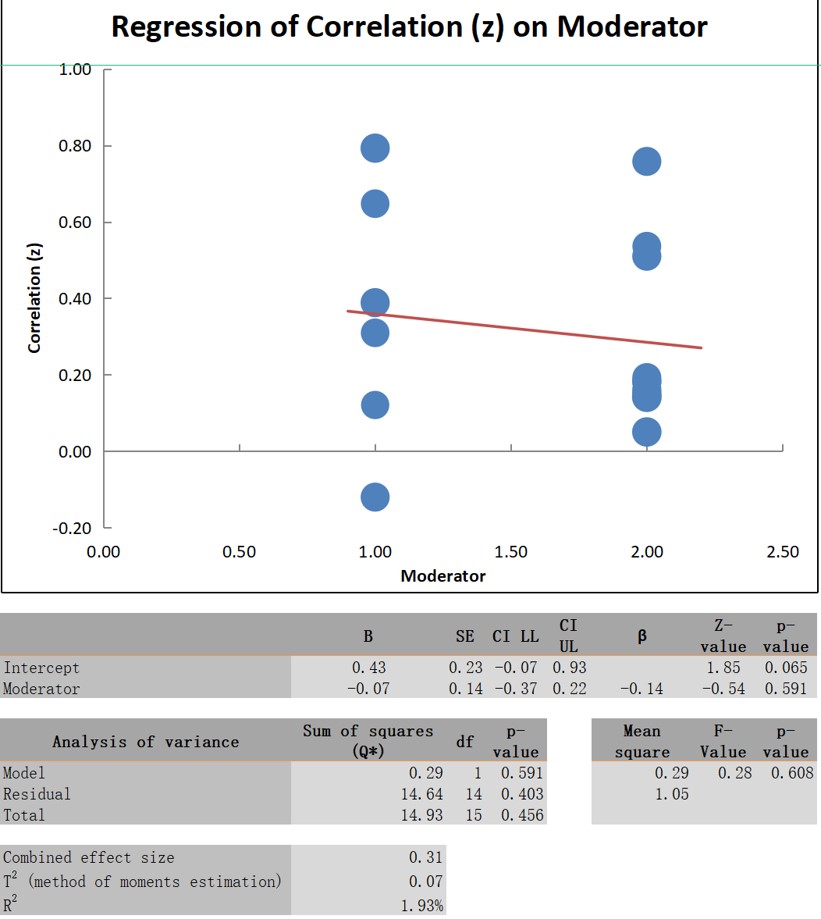 Regression of Correlation (z) on Moderator
1.00
0.80
0.60
0.40
0.20
0.00
-0.20
Correlation (z)
0.00 0.50 1.00 1.50 2.00 2.50
Moderator
B SE CI LL CI UL β Z-value p-value
Intercept 0.43 0.23 -0.07 0.93 1.85 0.065
Moderator -0.07 0.14 -0.37 0.22 -0.14 -0.54 0.591
Analysis of variance Sum of squares (Q*) df p-value Mean square F-Value p-value
Model 0.29 1 0.591 0.29 0.28 0.608
Residual 14.64 14 0.403 1.05
Total 14.93 15 0.456
Combined effect size 0.31
T² (method of moments estimation) 0.07
R² 1.93%